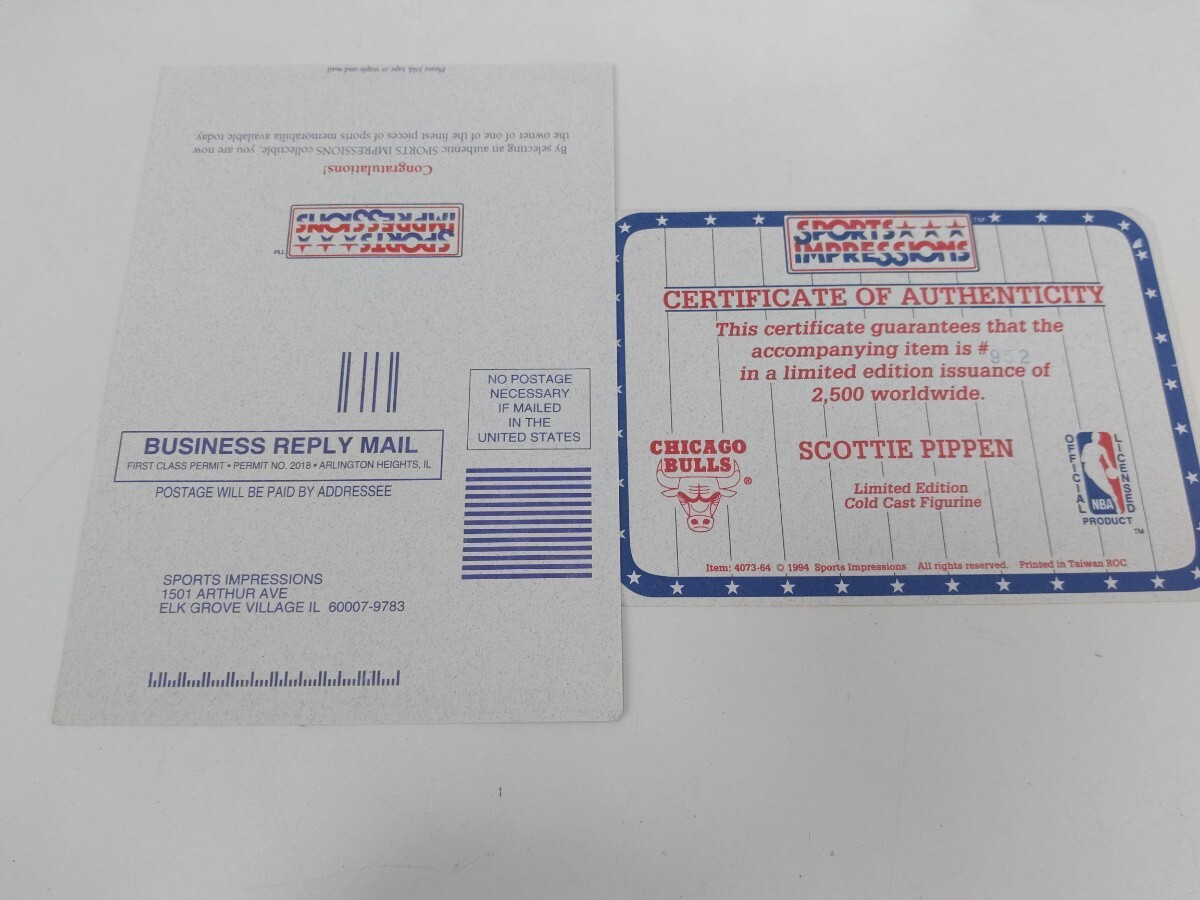 Please fold, tape or staple and mail
Congratulations!
By selecting an authentic SPORTS IMPRESSIONS collectible, you are now
the owner of one of the finest pieces of sports memorabilia available today.
SPORTS
IMPRESSIONS
TM
NO POSTAGE
NECESSARY
IF MAILED
IN THE
UNITED STATES
BUSINESS REPLY MAIL
FIRST CLASS PERMIT • PERMIT NO. 2018 • ARLINGTON HEIGHTS, IL
POSTAGE WILL BE PAID BY ADDRESSEE
SPORTS IMPRESSIONS
1501 ARTHUR AVE
ELK GROVE VILLAGE IL 60007-9783
SPORTS
IMPRESSIONS
TM
CERTIFICATE OF AUTHENTICITY
This certificate guarantees that the
accompanying item is # 952
in a limited edition issuance of
2,500 worldwide.
CHICAGO
BULLS
®
SCOTTIE PIPPEN
Limited Edition
Cold Cast Figurine
OFFICIAL
LICENSED
NBA
PRODUCT
TM
Item: 4073-64 © 1994 Sports Impressions All rights reserved. Printed in Taiwan ROC